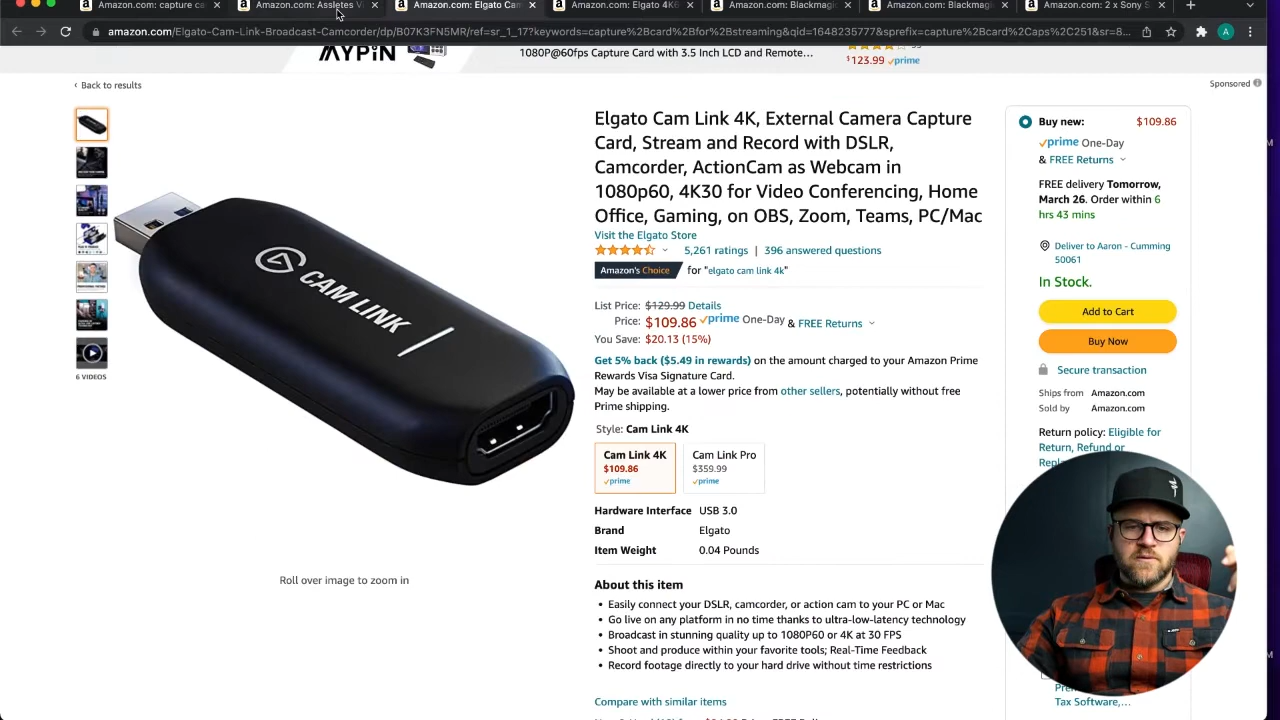 Amazon.com: capture ca
Amazon.com: Assletes Vi
Amazon.com: Elgato Cam
Amazon.com: Elgato 4K6
Amazon.com: Blackmagic
Amazon.com: Blackmagic
Amazon.com: 2 x Sony S
amazon.com/Elgato-Cam-Link-Broadcast-Camcorder/dp/B07K3FN5MR/ref=sr_1_17?keywords=capture%2Bcard%2Bfor%2Bstreaming&qid=1648235777&sprefix=capture%2Bcard%2Caps%2C251&sr=8...
A
MYPIN
1080P@60fps Capture Card with 3.5 Inch LCD and Remote...
$123.99 prime
‹ Back to results
Sponsored
Elgato Cam Link 4K, External Camera Capture
Card, Stream and Record with DSLR,
Camcorder, ActionCam as Webcam in
1080p60, 4K30 for Video Conferencing, Home
Office, Gaming, on OBS, Zoom, Teams, PC/Mac
Visit the Elgato Store
5,261 ratings | 396 answered questions
Amazon's Choice for "elgato cam link 4k"
List Price: $129.99 Details
Price: $109.86 prime One-Day & FREE Returns
You Save: $20.13 (15%)
Get 5% back ($5.49 in rewards) on the amount charged to your Amazon Prime
Rewards Visa Signature Card.
May be available at a lower price from other sellers, potentially without free
Prime shipping.
Style: Cam Link 4K
Cam Link 4K
$109.86
prime
Cam Link Pro
$359.99
prime
Hardware Interface USB 3.0
Brand Elgato
Item Weight 0.04 Pounds
About this item
• Easily connect your DSLR, camcorder, or action cam to your PC or Mac
• Go live on any platform in no time thanks to ultra-low-latency technology
• Broadcast in stunning quality up to 1080P60 or 4K at 30 FPS
• Shoot and produce within your favorite tools; Real-Time Feedback
• Record footage directly to your hard drive without time restrictions
Compare with similar items
CAM LINK
6 VIDEOS
Roll over image to zoom in
Buy new: $109.86
prime One-Day
& FREE Returns
FREE delivery Tomorrow,
March 26. Order within 6
hrs 43 mins
Deliver to Aaron - Cumming
50061
In Stock.
Add to Cart
Buy Now
Secure transaction
Ships from Amazon.com
Sold by Amazon.com
Return policy: Eligible for
Return, Refund or
Tax Software,...